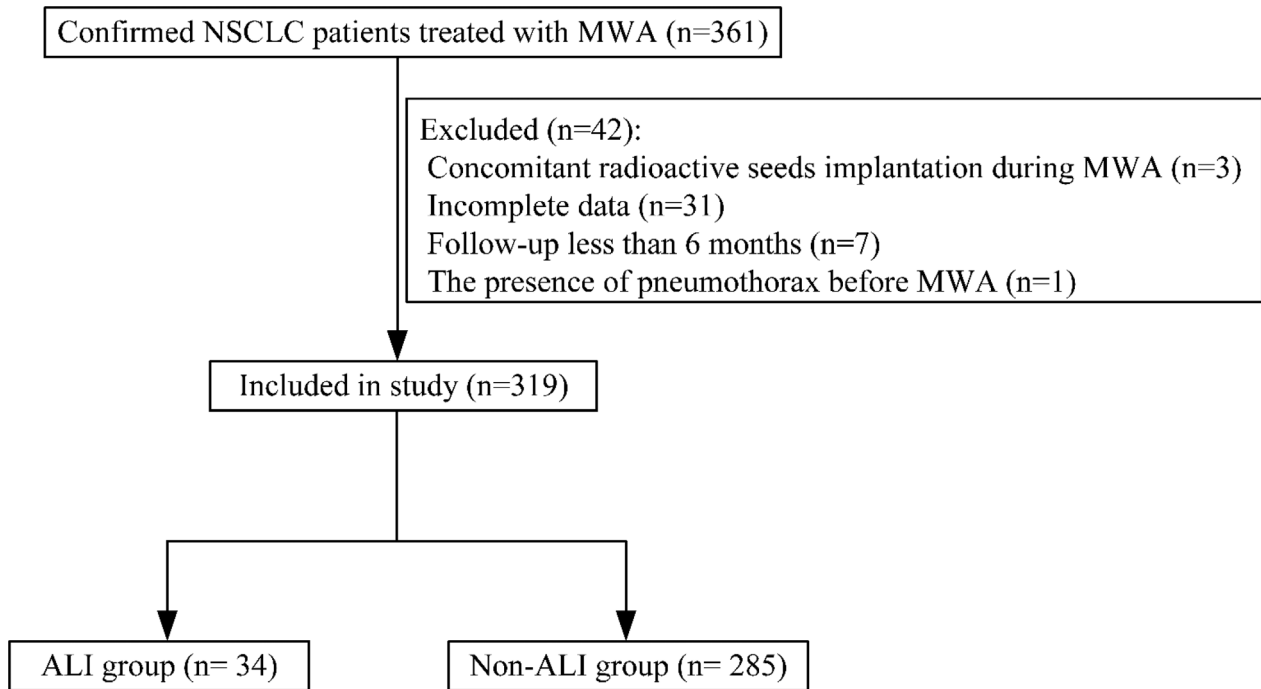 Confirmed NSCLC patients treated with MWA (n=361)
Excluded (n=42):
Concomitant radioactive seeds implantation during MWA (n=3)
Incomplete data (n=31)
Follow-up less than 6 months (n=7)
The presence of pneumothorax before MWA (n=1)
Included in study (n=319)
ALI group (n= 34)
Non-ALI group (n= 285)